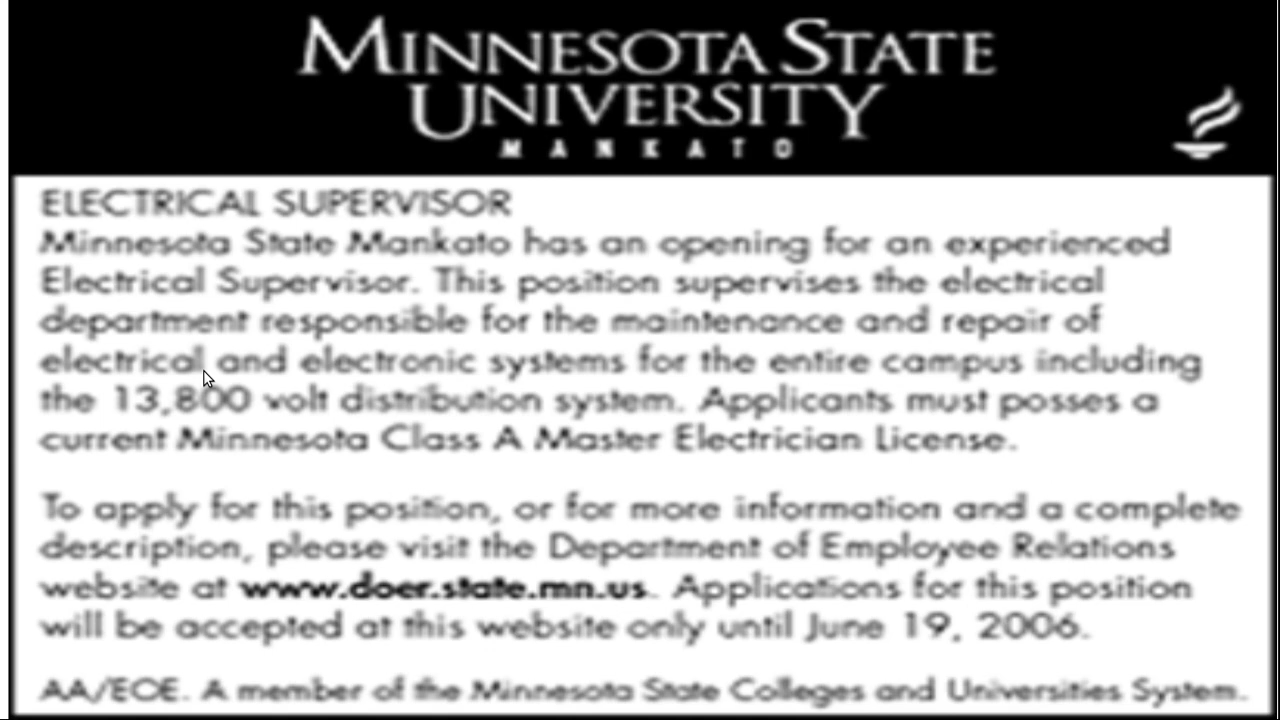 MINNESOTA STATE
UNIVERSITY
MANKATO
ELECTRICAL SUPERVISOR
Minnesota State Mankato has an opening for an experienced
Electrical Supervisor. This position supervises the electrical
department responsible for the maintenance and repair of
electrical and electronic systems for the entire campus including
the 13,800 volt distribution system. Applicants must posses a
current Minnesota Class A Master Electrician License.
To apply for this position, or for more information and a complete
description, please visit the Department of Employee Relations
website at www.doer.state.mn.us. Applications for this position
will be accepted at this website only until June 19, 2006.
AA/EOE. A member of the Minnesota State Colleges and Universities System.